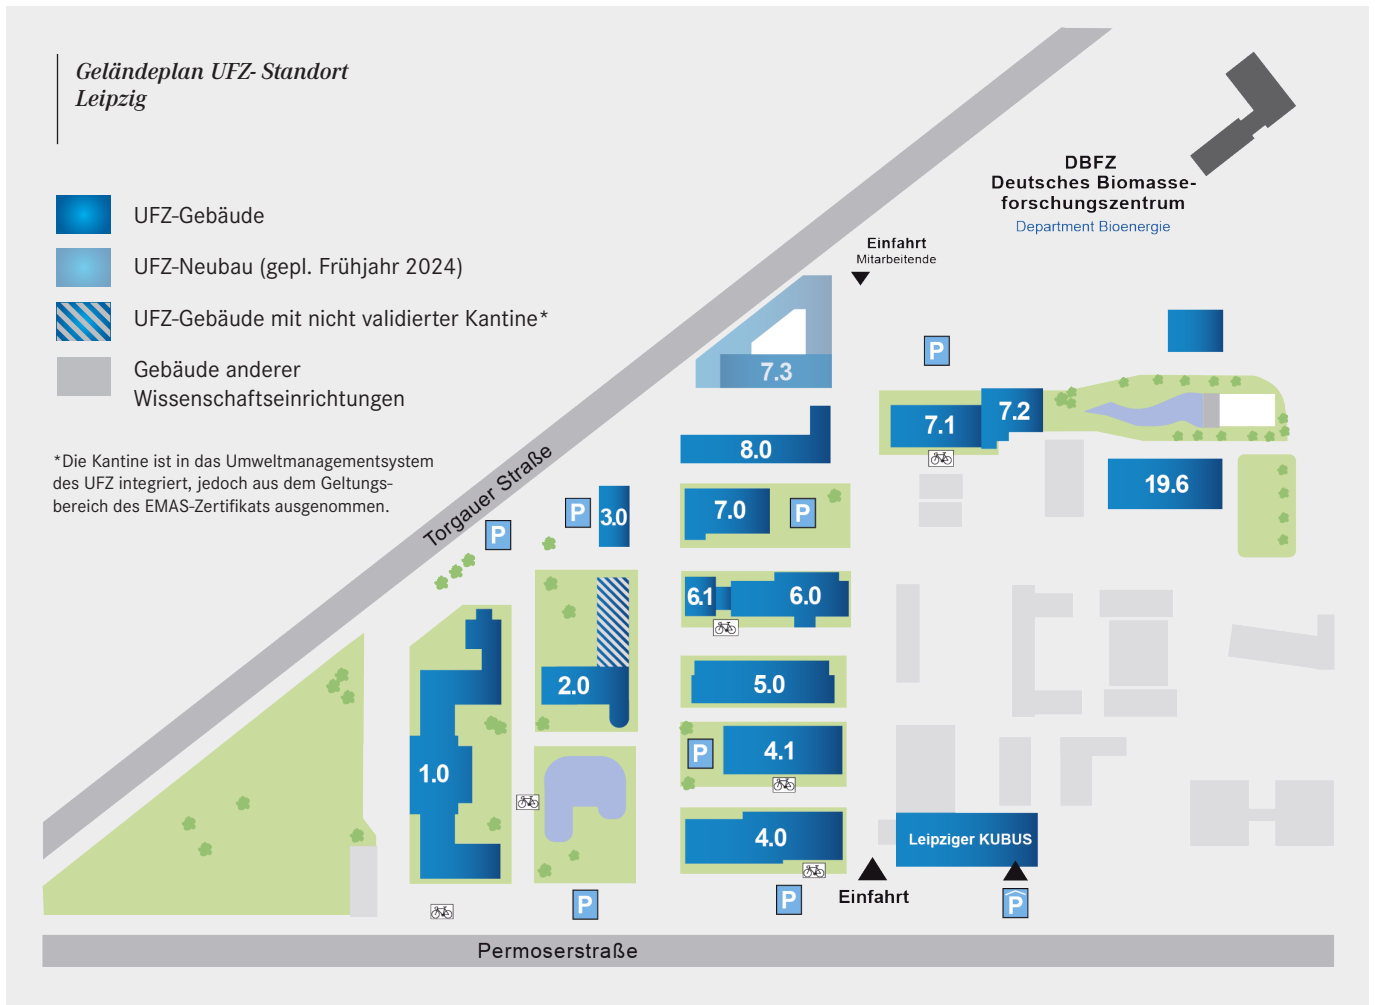 Geländeplan UFZ- Standort
Leipzig
UFZ-Gebäude
UFZ-Neubau (gepl. Frühjahr 2024)
UFZ-Gebäude mit nicht validierter Kantine*
Gebäude anderer
Wissenschaftseinrichtungen
*Die Kantine ist in das Umweltmanagementsystem
des UFZ integriert, jedoch aus dem Geltungs-
bereich des EMAS-Zertifikats ausgenommen.
DBFZ
Deutsches Biomasse-
forschungszentrum
Department Bioenergie
Einfahrt
Mitarbeitende
P
7.3
7.2
7.1
8.0
Torgauer Straße
19.6
7.0
P
P
3.0
P
6.1
6.0
2.0
5.0
P
4.1
1.0
4.0
Leipziger KUBUS
Einfahrt
P
P
P
Permoserstraße